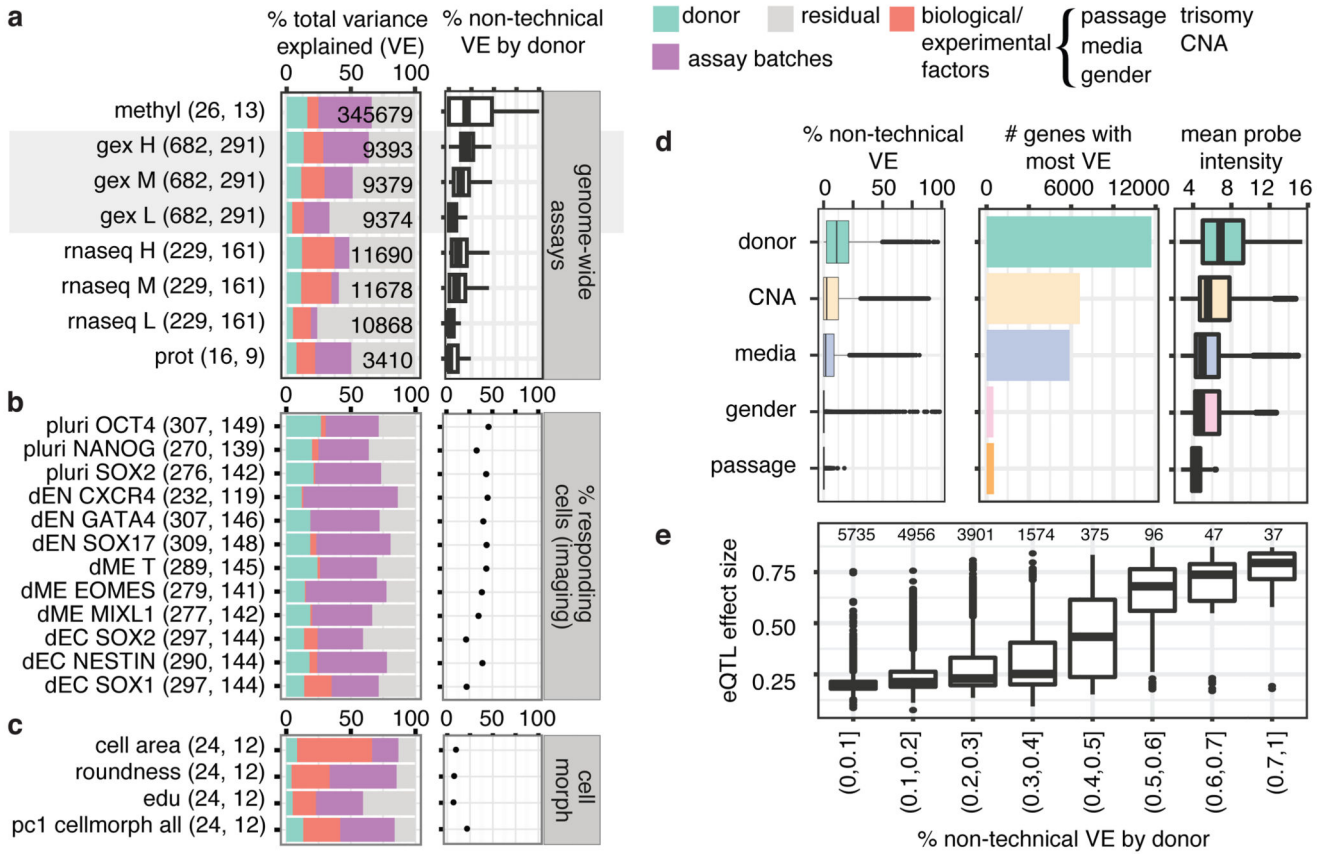 a
% total variance
explained (VE)
0 50 100
% non-technical
VE by donor
0 50 100
methyl (26, 13) 345679
gex H (682, 291) 9393
gex M (682, 291) 9379
gex L (682, 291) 9374
rnaseq H (229, 161) 11690
rnaseq M (229, 161) 11678
rnaseq L (229, 161) 10868
prot (16, 9) 3410
genome-wide
assays
b
0 50 100
0 50 100
pluri OCT4 (307, 149)
pluri NANOG (270, 139)
pluri SOX2 (276, 142)
dEN CXCR4 (232, 119)
dEN GATA4 (307, 146)
dEN SOX17 (309, 148)
dME T (289, 145)
dME EOMES (279, 141)
dME MIXL1 (277, 142)
dEC SOX2 (297, 144)
dEC NESTIN (290, 144)
dEC SOX1 (297, 144)
% responding
cells (imaging)
c
0 50 100
0 50 100
cell area (24, 12)
roundness (24, 12)
edu (24, 12)
pc1 cellmorph all (24, 12)
cell
morph
donor
residual
biological/
experimental
factors
assay batches
{
passage
media
gender
trisomy
CNA
d
% non-technical
VE
0 50 100
# genes with
most VE
0 6000 12000
mean probe
intensity
4 8 12 16
donor
CNA
media
gender
passage
e
5735 4956 3901 1574 375 96 47 37
eQTL effect size
0.75
0.50
0.25
(0,0.1]
(0.1,0.2]
(0.2,0.3]
(0.3,0.4]
(0.4,0.5]
(0.5,0.6]
(0.6,0.7]
(0.7,1]
% non-technical VE by donor